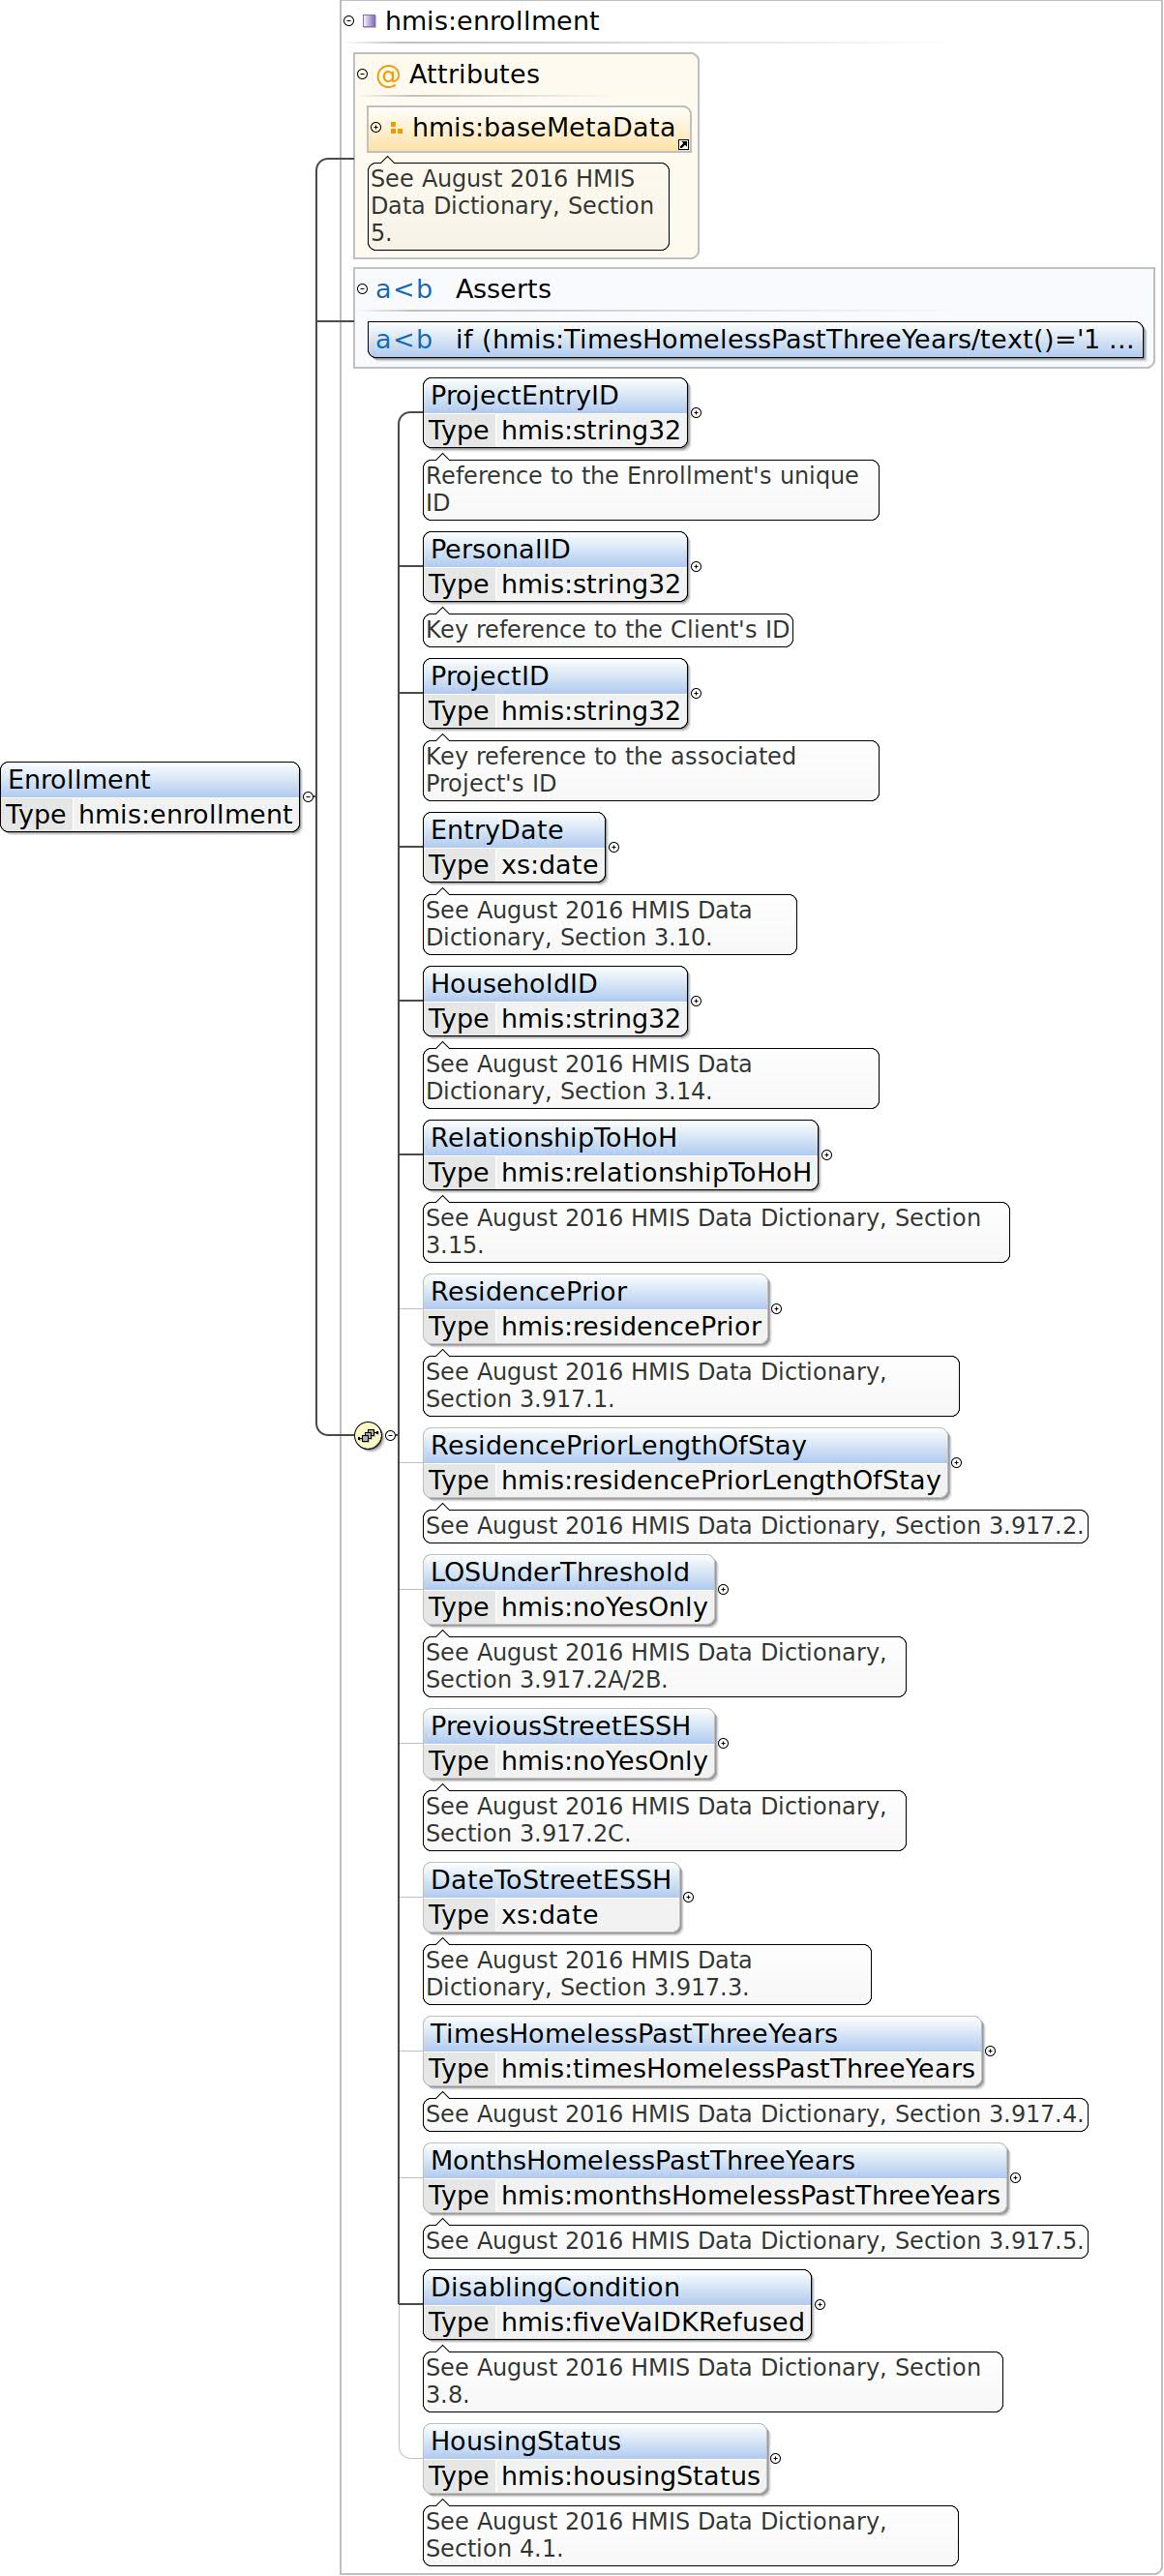 hmis:enrollment
@ Attributes
hmis:baseMetaData
See August 2016 HMIS
Data Dictionary, Section
5.
a<b Asserts
a<b if (hmis:TimesHomelessPastThreeYears/text()='1 ...
ProjectEntryID
Type hmis:string32
Reference to the Enrollment's unique
ID
PersonalID
Type hmis:string32
Key reference to the Client's ID
ProjectID
Type hmis:string32
Key reference to the associated
Project's ID
Enrollment
Type hmis:enrollment
EntryDate
Type xs:date
See August 2016 HMIS Data
Dictionary, Section 3.10.
HouseholdID
Type hmis:string32
See August 2016 HMIS Data
Dictionary, Section 3.14.
RelationshipToHoH
Type hmis:relationshipToHoH
See August 2016 HMIS Data Dictionary, Section
3.15.
ResidencePrior
Type hmis:residencePrior
See August 2016 HMIS Data Dictionary,
Section 3.917.1.
ResidencePriorLengthOfStay
Type hmis:residencePriorLengthOfStay
See August 2016 HMIS Data Dictionary, Section 3.917.2.
LOSUnderThreshold
Type hmis:noYesOnly
See August 2016 HMIS Data Dictionary,
Section 3.917.2A/2B.
PreviousStreetESSH
Type hmis:noYesOnly
See August 2016 HMIS Data Dictionary,
Section 3.917.2C.
DateToStreetESSH
Type xs:date
See August 2016 HMIS Data
Dictionary, Section 3.917.3.
TimesHomelessPastThreeYears
Type hmis:timesHomelessPastThreeYears
See August 2016 HMIS Data Dictionary, Section 3.917.4.
MonthsHomelessPastThreeYears
Type hmis:monthsHomelessPastThreeYears
See August 2016 HMIS Data Dictionary, Section 3.917.5.
DisablingCondition
Type hmis:fiveValDKRefused
See August 2016 HMIS Data Dictionary, Section
3.8.
HousingStatus
Type hmis:housingStatus
See August 2016 HMIS Data Dictionary,
Section 4.1.